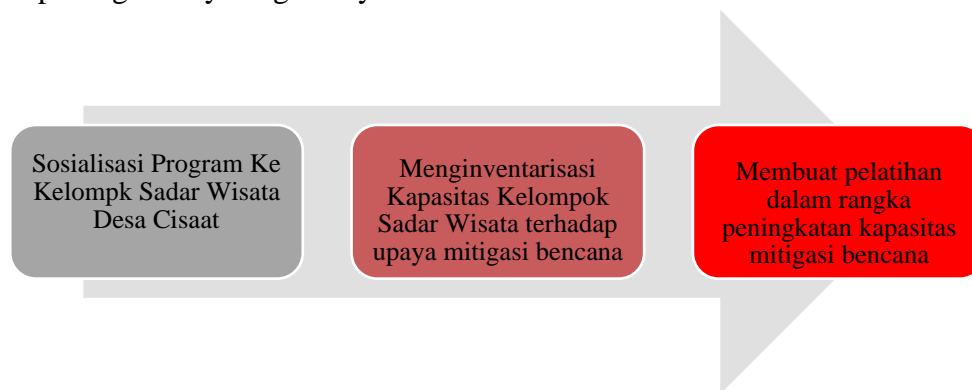 Sosialisasi Program Ke
Kelompk Sadar Wisata
Desa Cisaat
Menginventarisasi
Kapasitas Kelompok
Sadar Wisata terhadap
upaya mitigasi bencana
Membuat pelatihan
dalam rangka
peningkatan kapasitas
mitigasi bencana